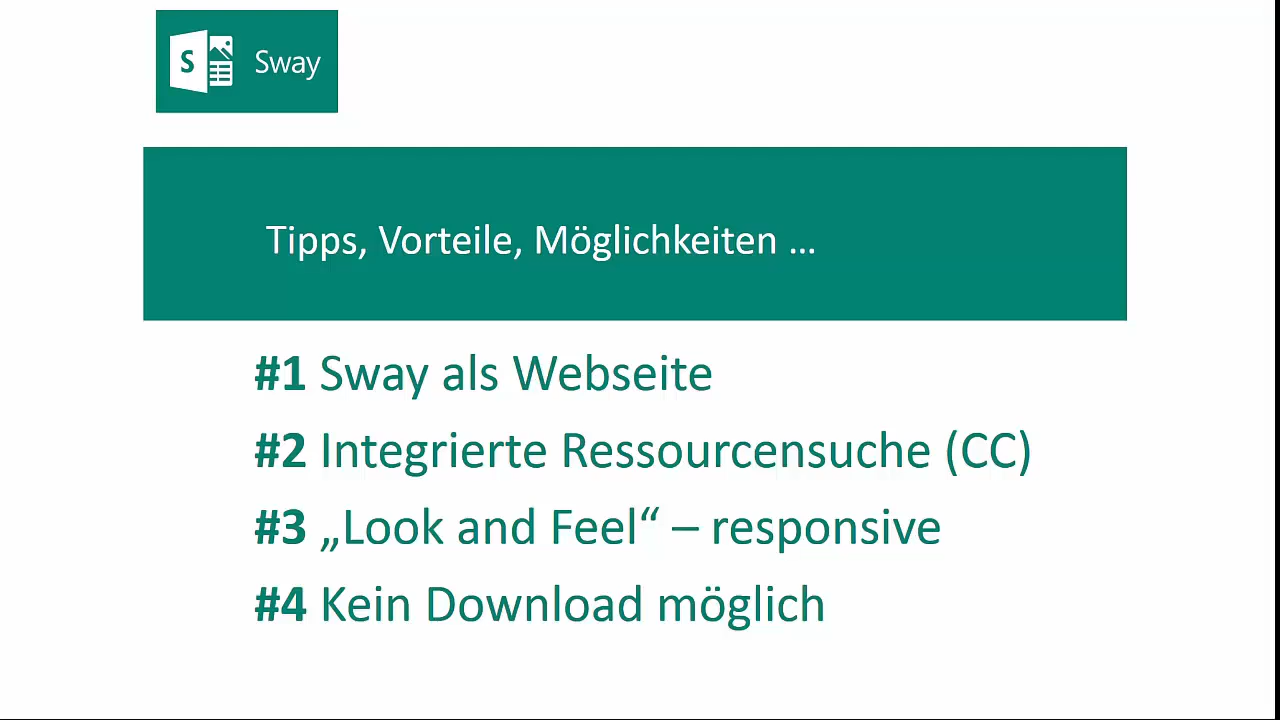 S Sway
Tipps, Vorteile, Möglichkeiten ...
#1 Sway als Webseite
#2 Integrierte Ressourcensuche (CC)
#3 „Look and Feel“ – responsive
#4 Kein Download möglich